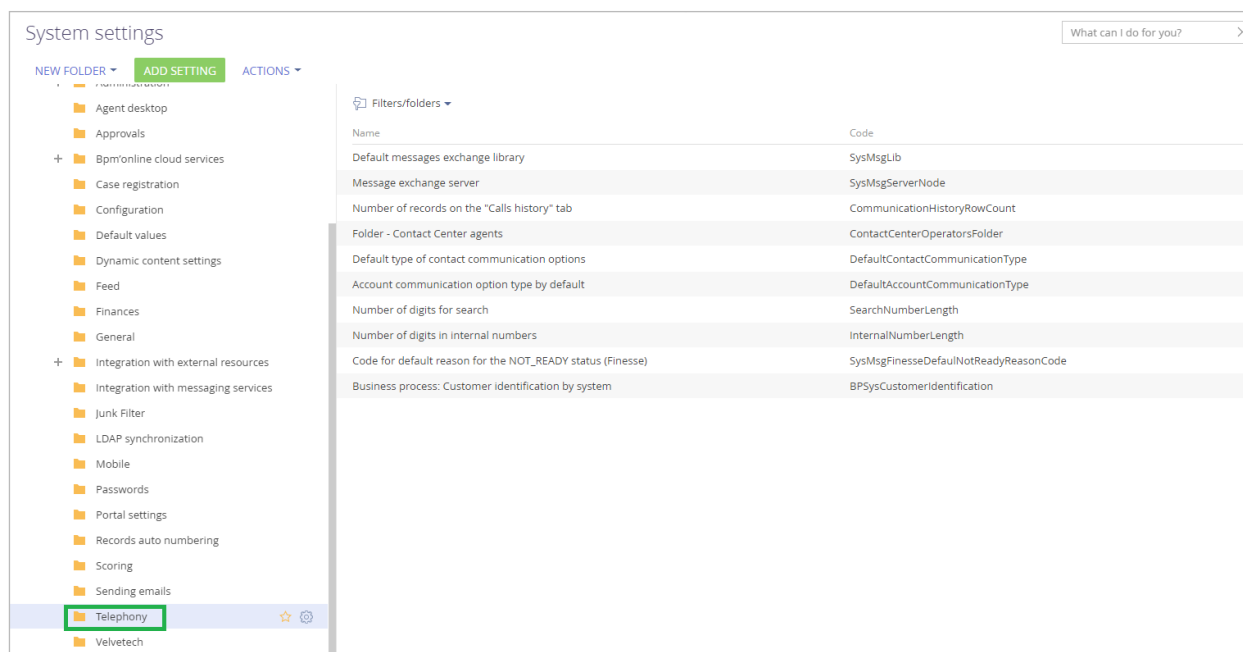 System settings
What can I do for you?
NEW FOLDER
ADD SETTING
ACTIONS
Administration
Agent desktop
Approvals
Bpm'online cloud services
Case registration
Configuration
Default values
Dynamic content settings
Feed
Finances
General
Integration with external resources
Integration with messaging services
Junk Filter
LDAP synchronization
Mobile
Passwords
Portal settings
Records auto numbering
Scoring
Sending emails
Telephony
Velvetech
Filters/folders
Name Code
Default messages exchange library SysMsgLib
Message exchange server SysMsgServerNode
Number of records on the "Calls history" tab CommunicationHistoryRowCount
Folder - Contact Center agents ContactCenterOperatorsFolder
Default type of contact communication options DefaultContactCommunicationType
Account communication option type by default DefaultAccountCommunicationType
Number of digits for search SearchNumberLength
Number of digits in internal numbers InternalNumberLength
Code for default reason for the NOT_READY status (Finesse) SysMsgFinesseDefaulNotReadyReasonCode
Business process: Customer identification by system BPSysCustomerIdentification